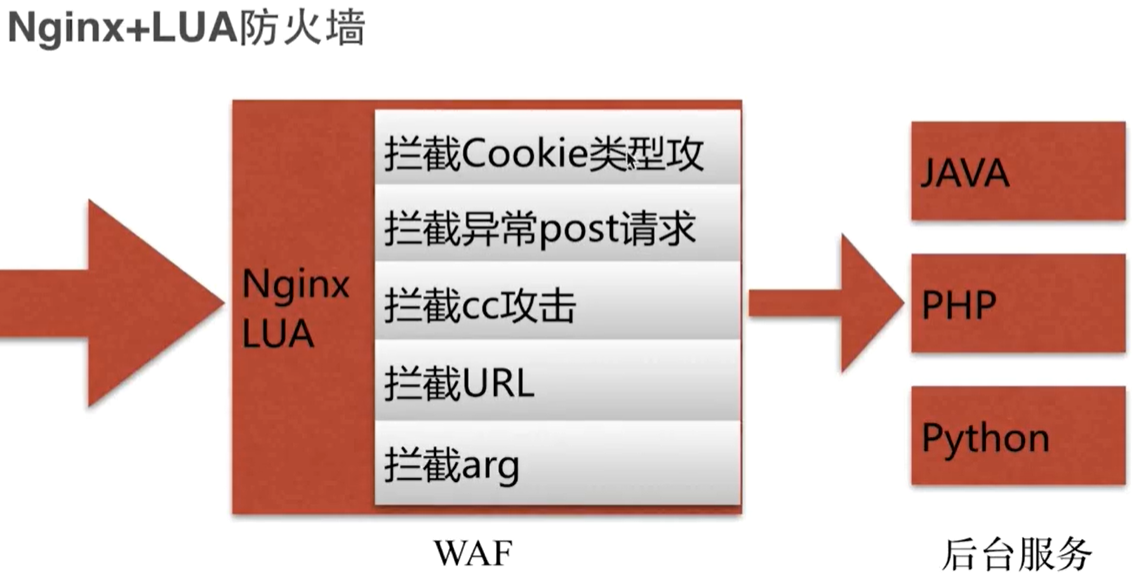 Nginx+LUA防火墙
Nginx
LUA
拦截Cookie类型攻
拦截异常post请求
拦截cc攻击
拦截URL
拦截arg
WAF
JAVA
PHP
Python
后台服务